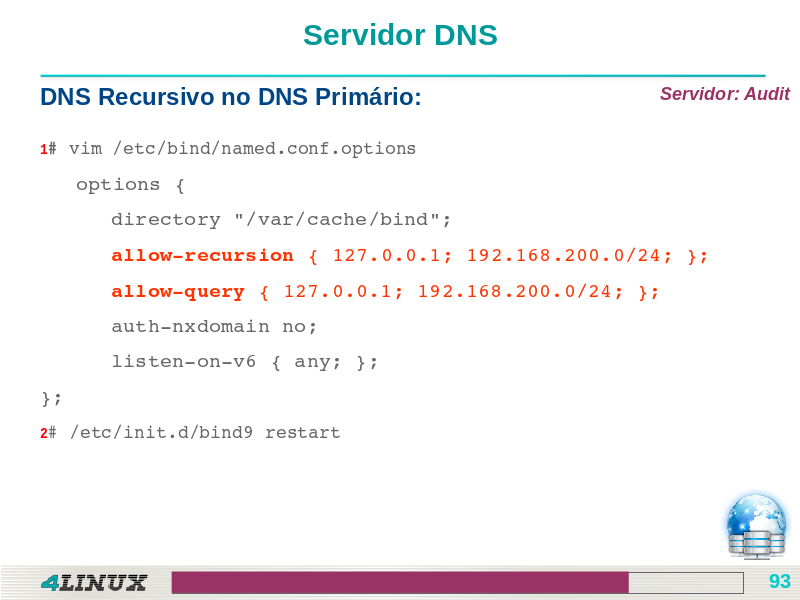 Servidor DNS
DNS Recursivo no DNS Primário:
Servidor: Audit
1# vim /etc/bind/named.conf.options
options {
directory "/var/cache/bind";
allow-recursion { 127.0.0.1; 192.168.200.0/24; };
allow-query { 127.0.0.1; 192.168.200.0/24; };
auth-nxdomain no;
listen-on-v6 { any; };
};
2# /etc/init.d/bind9 restart
4LINUX
93